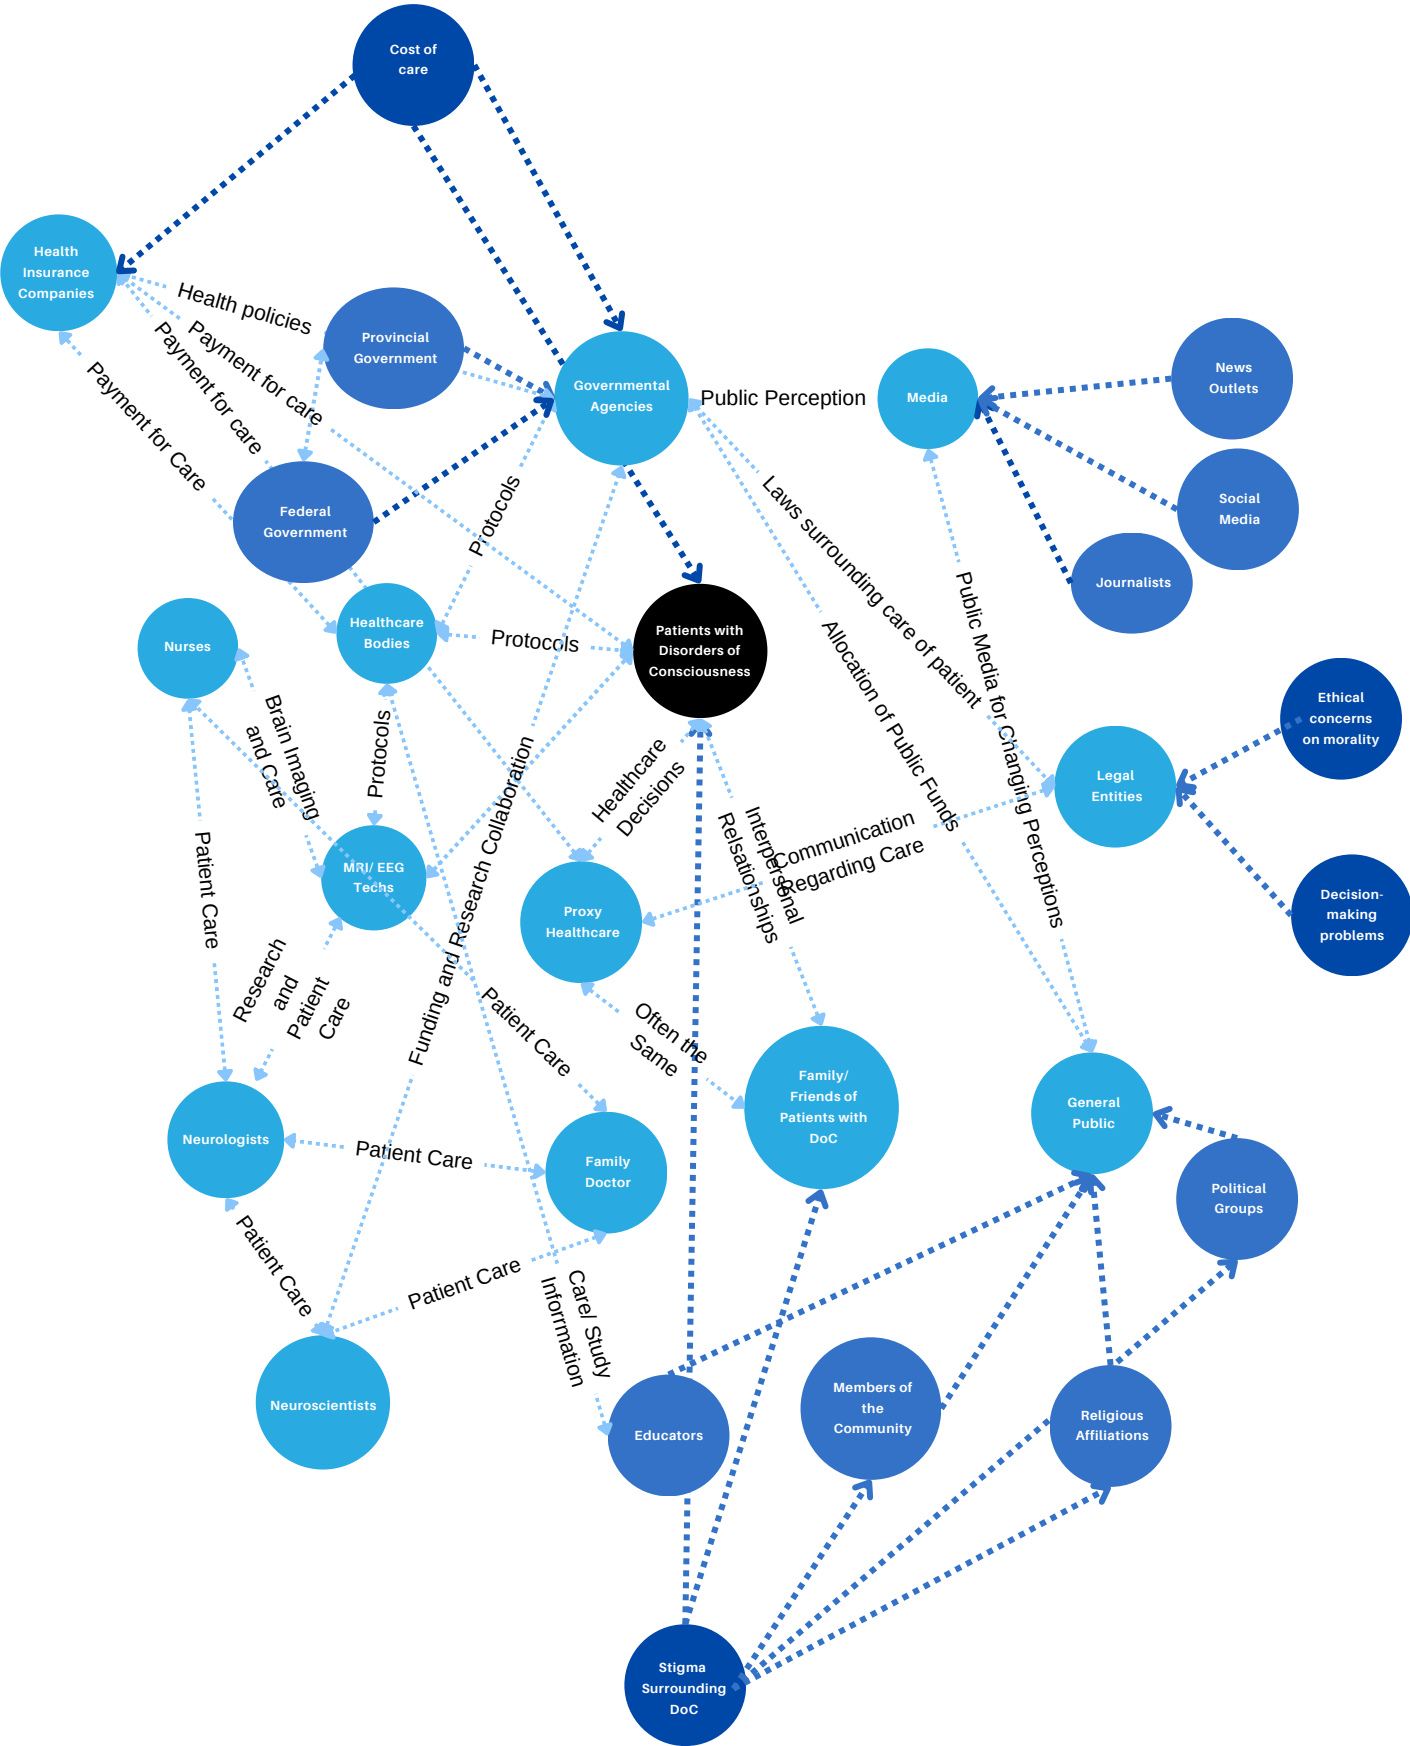 Cost of
care
Health
Insurance
Companies
Health policies
Provincial
Government
Payment for care
Payment for care
Payment for Care
Governmental
Agencies
Public Perception
Media
News
Outlets
Social
Media
Journalists
Federal
Government
Protocols
Laws surrounding care of patient
Allocation of Public Funds
Public Media for Changing Perceptions
Nurses
Healthcare
Bodies
Protocols
Patients with
Disorders of
Consciousness
Ethical
concerns
on morality
Legal
Entities
Decision-
making
problems
Brain Imaging
and Care
Protocols
Healthcare
Decisions
Interpersonal
Relsationships
Communication
Regarding Care
Funding and Research Collaboration
MRI/ EEG
Techs
Proxy
Healthcare
Patient Care
Research
and
Patient
Care
Patient Care
Often the
Same
Family/
Friends of
Patients with
DoC
General
Public
Neurologists
Patient Care
Family
Doctor
Political
Groups
Patient Care
Patient Care
Care/ Study
Inforrmation
Neuroscientists
Educators
Members of
the
Community
Religious
Affiliations
Stigma
Surrounding
DoC